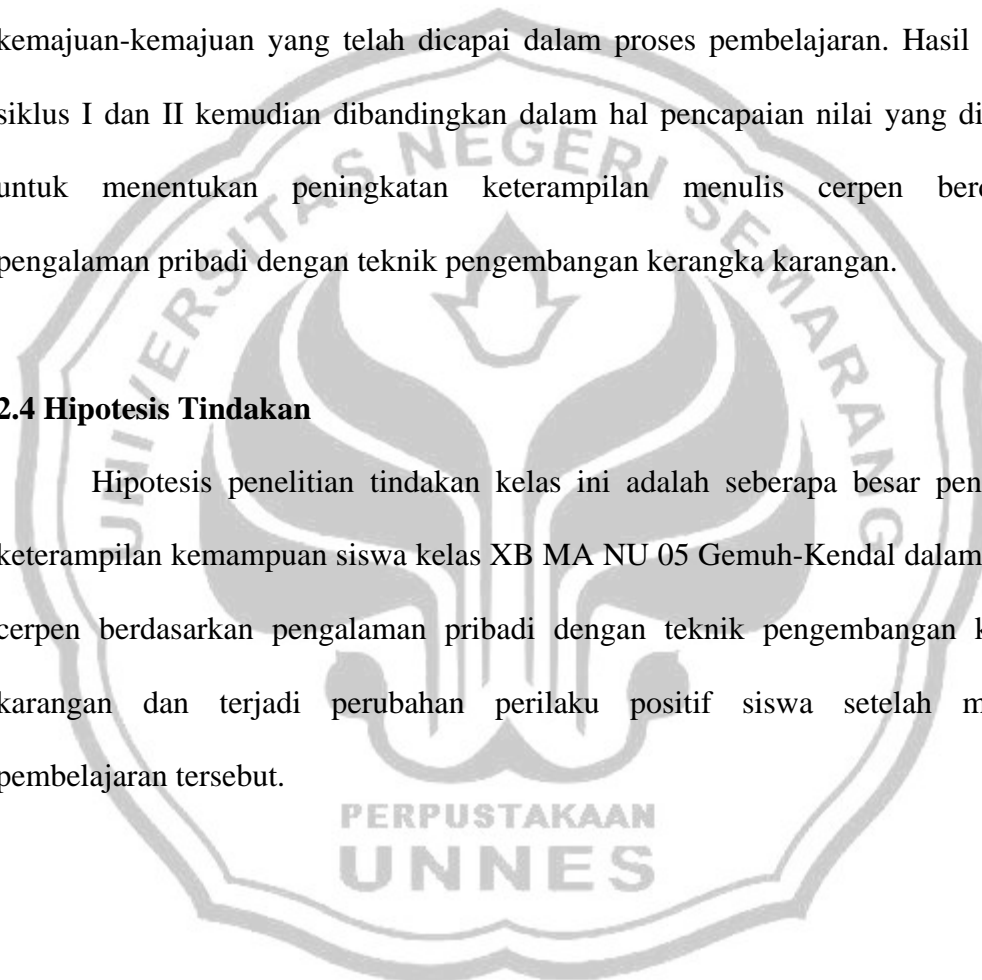 kemajuan-kemajuan yang telah dicapai dalam proses pembelajaran. Hasil
siklus I dan II kemudian dibandingkan dalam hal pencapaian nilai yang
untuk menentukan peningkatan keterampilan menulis cerpen
pengalaman pribadi dengan teknik pengembangan kerangka karangan.
2.4 Hipotesis Tindakan
Hipotesis penelitian tindakan kelas ini adalah seberapa besar
keterampilan kemampuan siswa kelas XB MA NU 05 Gemuh-Kendal dalam
cerpen berdasarkan pengalaman pribadi dengan teknik pengembangan
karangan dan terjadi perubahan perilaku positif siswa setelah
pembelajaran tersebut.
UNIVERSITAS NEGERI SEMARANG
PERPUSTAKAAN
UNNES